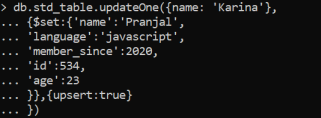 > db.std_table.updateOne({name: 'Karina'},
... {$set:{'name':'Pranjal',
... 'language':'javascript',
... 'member_since':2020,
... 'id':534,
... 'age':23
... }},{upsert:true}
... })